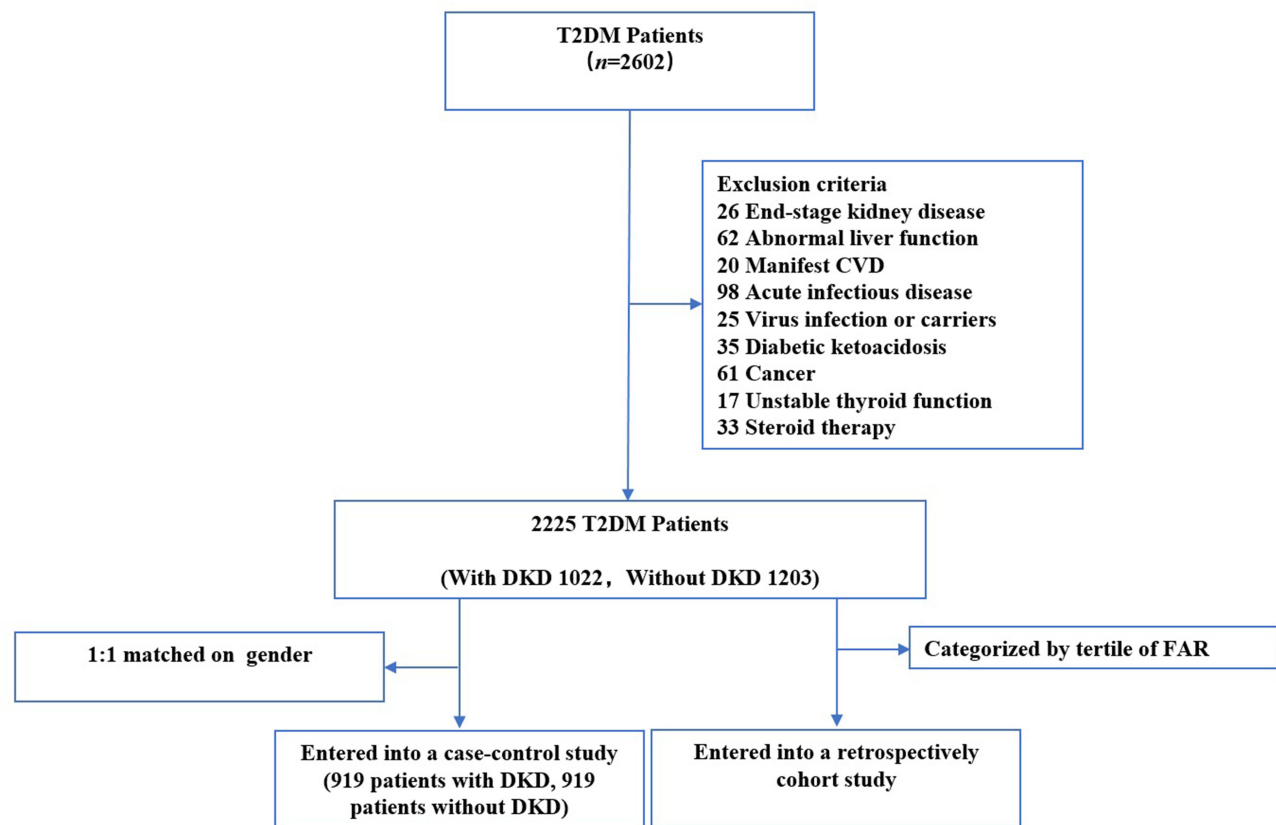 T2DM Patients
(n=2602)
Exclusion criteria
26 End-stage kidney disease
62 Abnormal liver function
20 Manifest CVD
98 Acute infectious disease
25 Virus infection or carriers
35 Diabetic ketoacidosis
61 Cancer
17 Unstable thyroid function
33 Steroid therapy
2225 T2DM Patients
(With DKD 1022，Without DKD 1203)
1:1 matched on gender
Categorized by tertile of FAR
Entered into a case-control study
(919 patients with DKD, 919
patients without DKD)
Entered into a retrospectively
cohort study